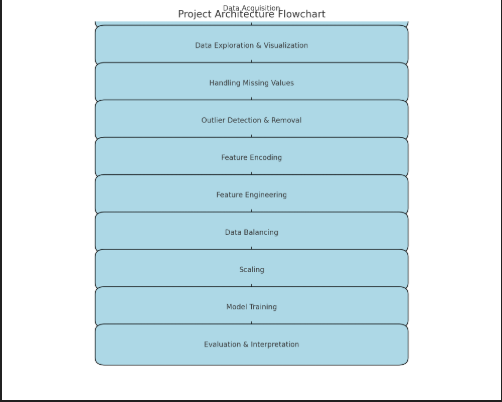 Data Acquisition
Project Architecture Flowchart
Data Exploration & Visualization
Handling Missing Values
Outlier Detection & Removal
Feature Encoding
Feature Engineering
Data Balancing
Scaling
Model Training
Evaluation & Interpretation